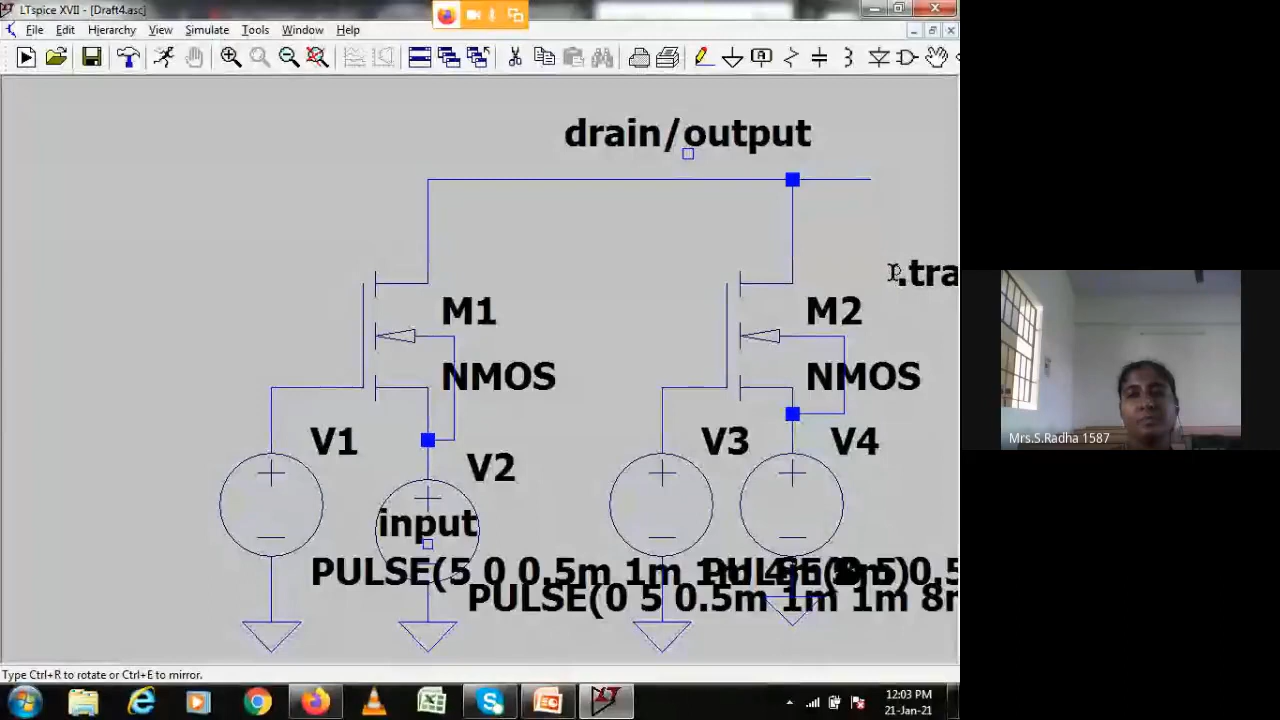 LTspice XVII - [Draft4.asc]
File Edit Hierarchy View Simulate Tools Window Help
drain/output
.tra
M1
M2
NMOS
NMOS
V1
V3
V4
V2
input
PULSE(5 0 0.5m 1m 1m
PULSE(0 5 0.5m 1m 1m 8m
Mrs.S.Radha 1587
Type Ctrl+R to rotate or Ctrl+E to mirror.
12:03 PM
21-Jan-21